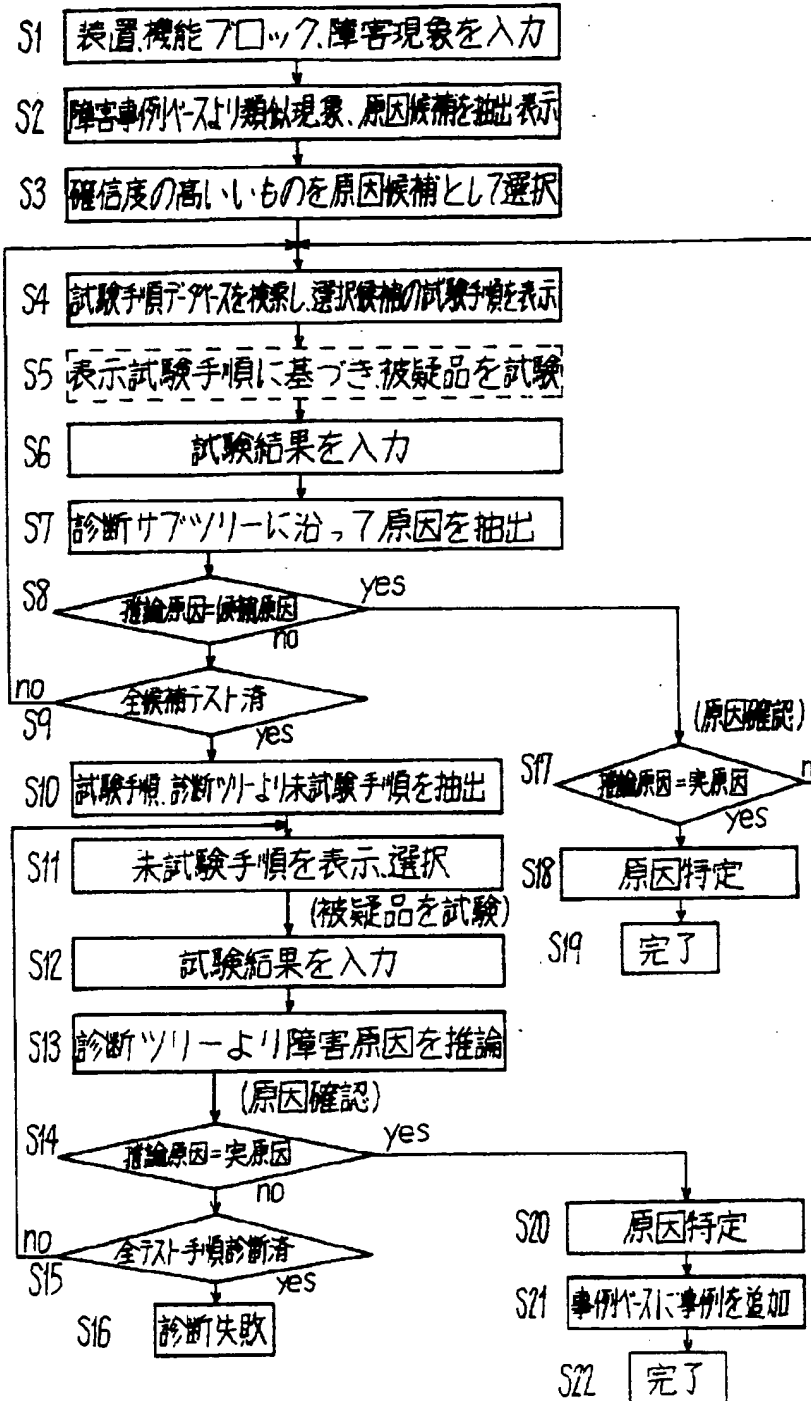 S1 装置、機能ブロック、障害現象を入力
S2 障害事例ベースより類似現象、原因候補を抽出表示
S3 確信度の高いいものを原因候補として選択
S4 試験手順データベースを検索し、選択候補の試験手順を表示
S5 表示試験手順に基づき、被疑品を試験
S6 試験結果を入力
S7 診断サブツリーに沿って原因を抽出
S8 推論原因=候補原因
yes
no
S9 全候補テスト済
no
yes
S10 試験手順、診断ツリーより未試験手順を抽出
S11 未試験手順を表示、選択
(被疑品を試験)
S12 試験結果を入力
S13 診断ツリーより障害原因を推論
(原因確認)
S14 推論原因=実原因
yes
no
S15 全テスト手順診断済
no
yes
S16 診断失敗
(原因確認)
S17 推論原因=実原因
n
yes
S18 原因特定
S19 完了
S20 原因特定
S21 事例ベースに事例を追加
S22 完了